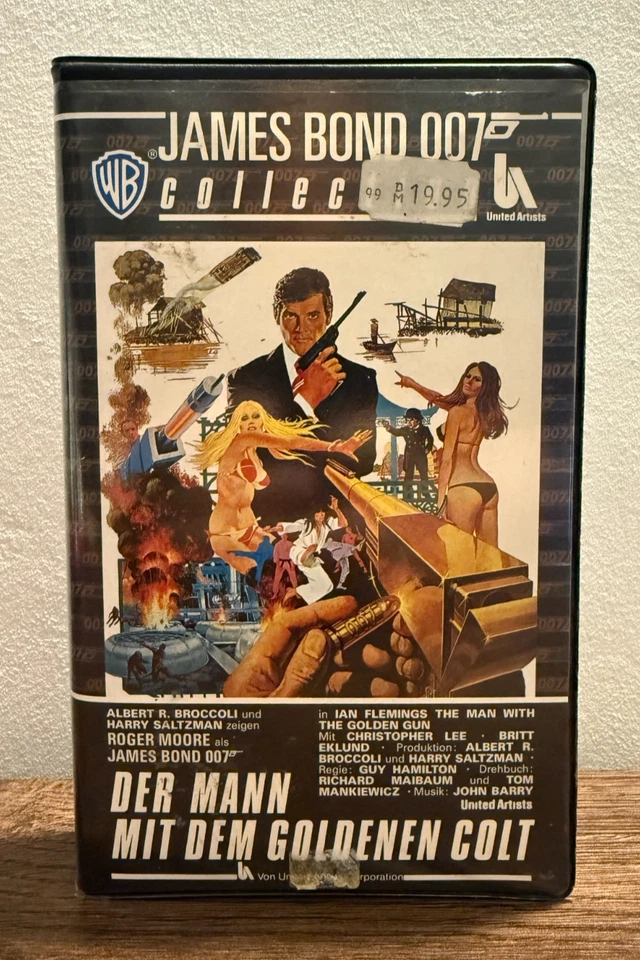 JAMES BOND 007
®
WB
collec
99 DM 19.95
United Artists
ALBERT R. BROCCOLI und
HARRY SALTZMAN zeigen
ROGER MOORE als
JAMES BOND 007
in IAN FLEMINGS THE MAN WITH
THE GOLDEN GUN
Mit CHRISTOPHER LEE · BRITT
EKLUND · Produktion: ALBERT R.
BROCCOLI und HARRY SALTZMAN ·
Regie: GUY HAMILTON · Drehbuch:
RICHARD MAIBAUM und TOM
MANKIEWICZ · Musik: JOHN BARRY
United Artists
DER MANN
MIT DEM GOLDENEN COLT
Von